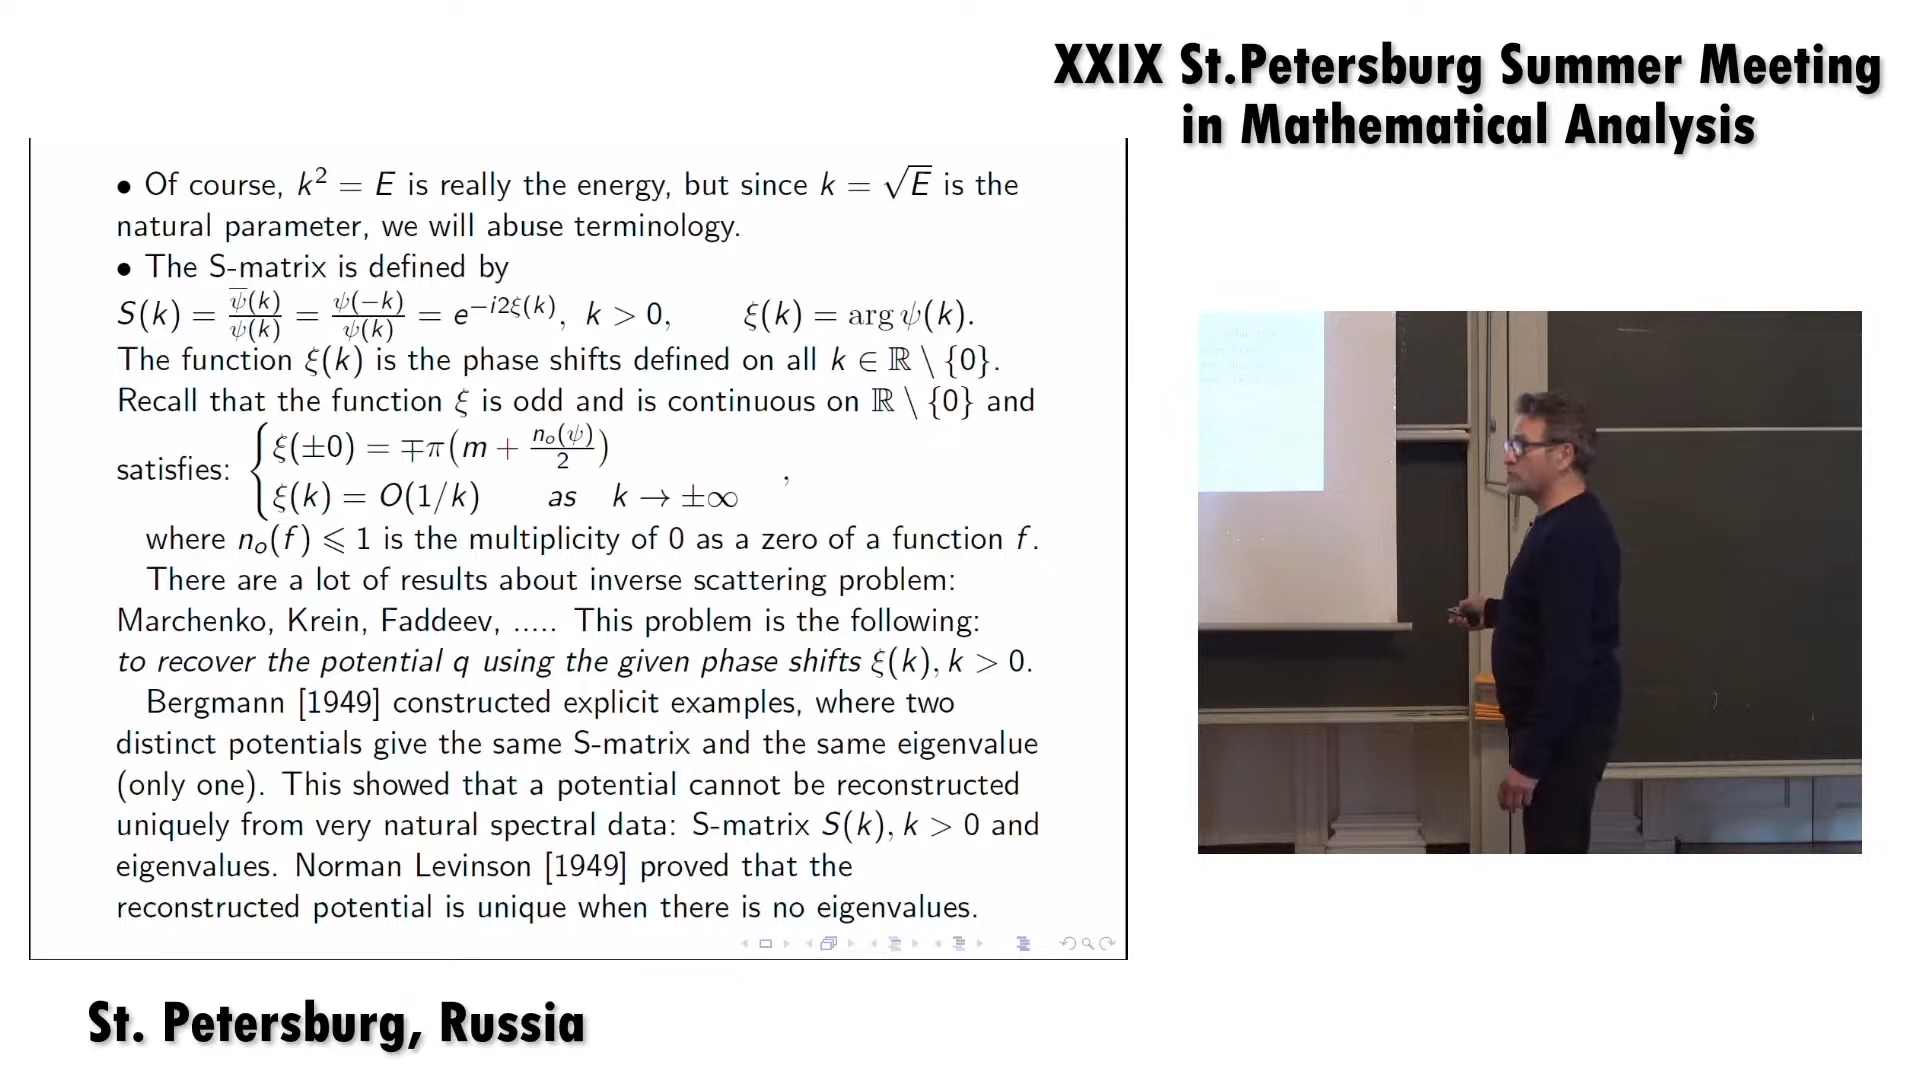 XXIX St.Petersburg Summer Meeting
in Mathematical Analysis
• Of course, k² = E is really the energy, but since k = √E is the
natural parameter, we will abuse terminology.
• The S-matrix is defined by
S(k) = ψ̅(k)/ψ(k) = ψ(−k)/ψ(k) = e^{−i2ξ(k)}, k > 0, ξ(k) = arg ψ(k).
The function ξ(k) is the phase shifts defined on all k ∈ ℝ \ {0}.
Recall that the function ξ is odd and is continuous on ℝ \ {0} and
satisfies: { ξ(±0) = ∓π(m + nₒ(ψ)/2)
ξ(k) = O(1/k) as k → ±∞ ,
where nₒ(f) ⩽ 1 is the multiplicity of 0 as a zero of a function f.
There are a lot of results about inverse scattering problem:
Marchenko, Krein, Faddeev, ..... This problem is the following:
to recover the potential q using the given phase shifts ξ(k), k > 0.
Bergmann [1949] constructed explicit examples, where two
distinct potentials give the same S-matrix and the same eigenvalue
(only one). This showed that a potential cannot be reconstructed
uniquely from very natural spectral data: S-matrix S(k), k > 0 and
eigenvalues. Norman Levinson [1949] proved that the
reconstructed potential is unique when there is no eigenvalues.
St. Petersburg, Russia